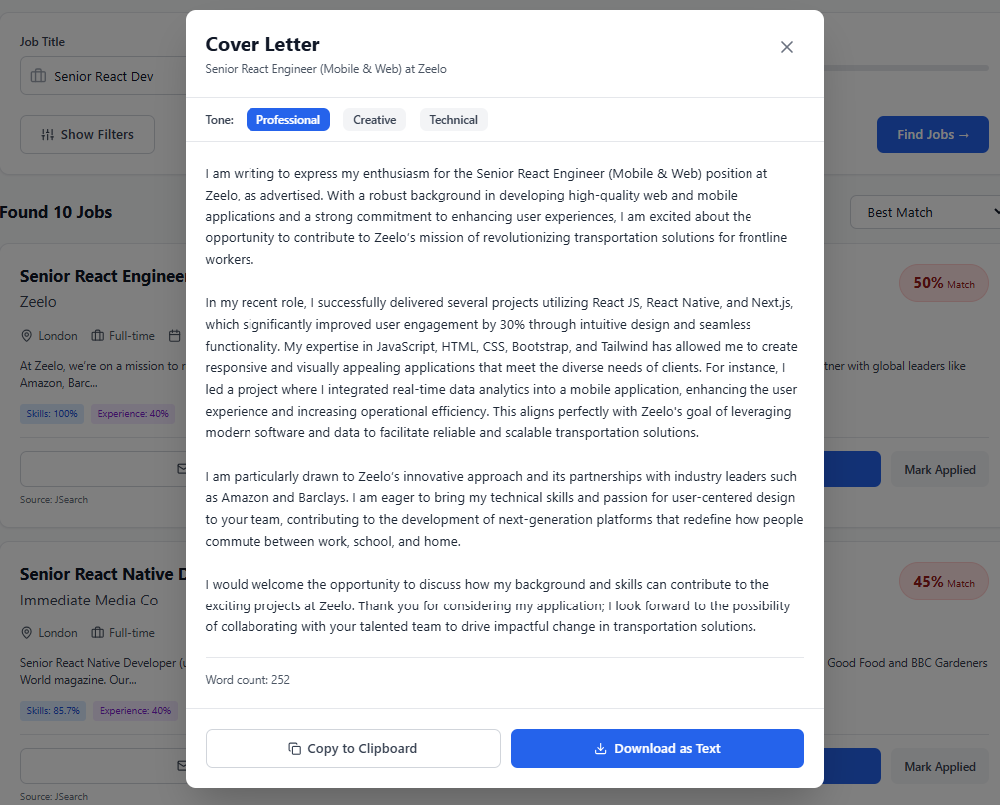 Job Title
Senior React Dev
Show Filters
Find Jobs →
Found 10 Jobs
Best Match
Senior React Engineer
Zeelo
London Full-time
At Zeelo, we're on a mission to
Amazon, Barc...
tner with global leaders like
Skills: 100% Experience: 40%
50% Match
Mark Applied
Source: JSearch
Senior React Native
Immediate Media Co
London Full-time
Senior React Native Developer
World magazine. Our...
Good Food and BBC Gardeners
Skills: 85.7% Experience: 40%
45% Match
Mark Applied
Source: JSearch
Cover Letter
Senior React Engineer (Mobile & Web) at Zeelo
Tone: Professional Creative Technical
I am writing to express my enthusiasm for the Senior React Engineer (Mobile & Web) position at
Zeelo, as advertised. With a robust background in developing high-quality web and mobile
applications and a strong commitment to enhancing user experiences, I am excited about the
opportunity to contribute to Zeelo's mission of revolutionizing transportation solutions for frontline
workers.
In my recent role, I successfully delivered several projects utilizing React JS, React Native, and Next.js,
which significantly improved user engagement by 30% through intuitive design and seamless
functionality. My expertise in JavaScript, HTML, CSS, Bootstrap, and Tailwind has allowed me to create
responsive and visually appealing applications that meet the diverse needs of clients. For instance, I
led a project where I integrated real-time data analytics into a mobile application, enhancing the user
experience and increasing operational efficiency. This aligns perfectly with Zeelo's goal of leveraging
modern software and data to facilitate reliable and scalable transportation solutions.
I am particularly drawn to Zeelo's innovative approach and its partnerships with industry leaders such
as Amazon and Barclays. I am eager to bring my technical skills and passion for user-centered design
to your team, contributing to the development of next-generation platforms that redefine how people
commute between work, school, and home.
I would welcome the opportunity to discuss how my background and skills can contribute to the
exciting projects at Zeelo. Thank you for considering my application; I look forward to the possibility
of collaborating with your talented team to drive impactful change in transportation solutions.
Word count: 252
Copy to Clipboard
Download as Text